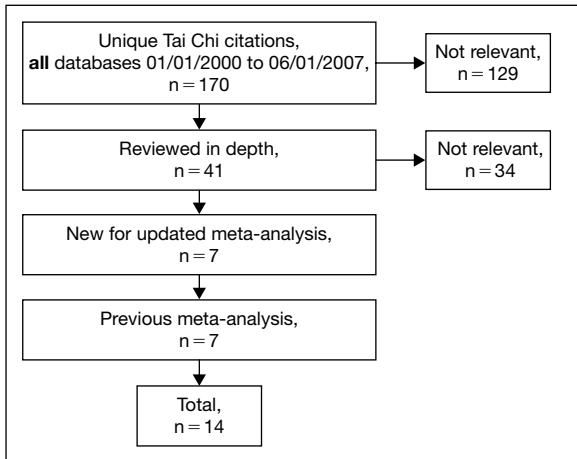 Unique Tai Chi citations,
all databases 01/01/2000 to 06/01/2007,
n = 170
Not relevant,
n = 129
Reviewed in depth,
n = 41
Not relevant,
n = 34
New for updated meta-analysis,
n = 7
Previous meta-analysis,
n = 7
Total,
n = 14